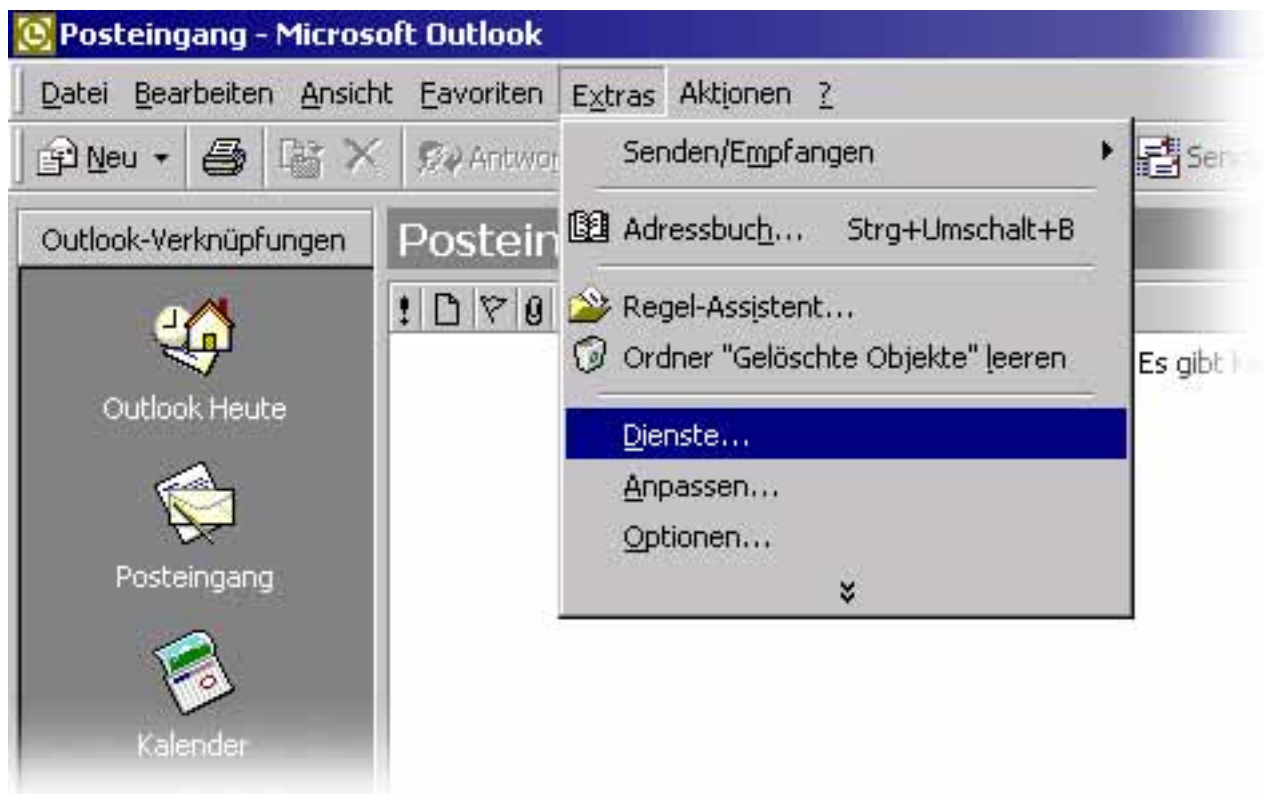 Posteingang - Microsoft Outlook
Datei Bearbeiten Ansicht Favoriten Extras Aktionen ?
Neu
Senden/Empfangen
Adressbuch... Strg+Umschalt+B
Regel-Assistent...
Ordner "Gelöschte Objekte" leeren
Dienste...
Anpassen...
Optionen...
Outlook-Verknüpfungen
Outlook Heute
Posteingang
Kalender
Es gibt